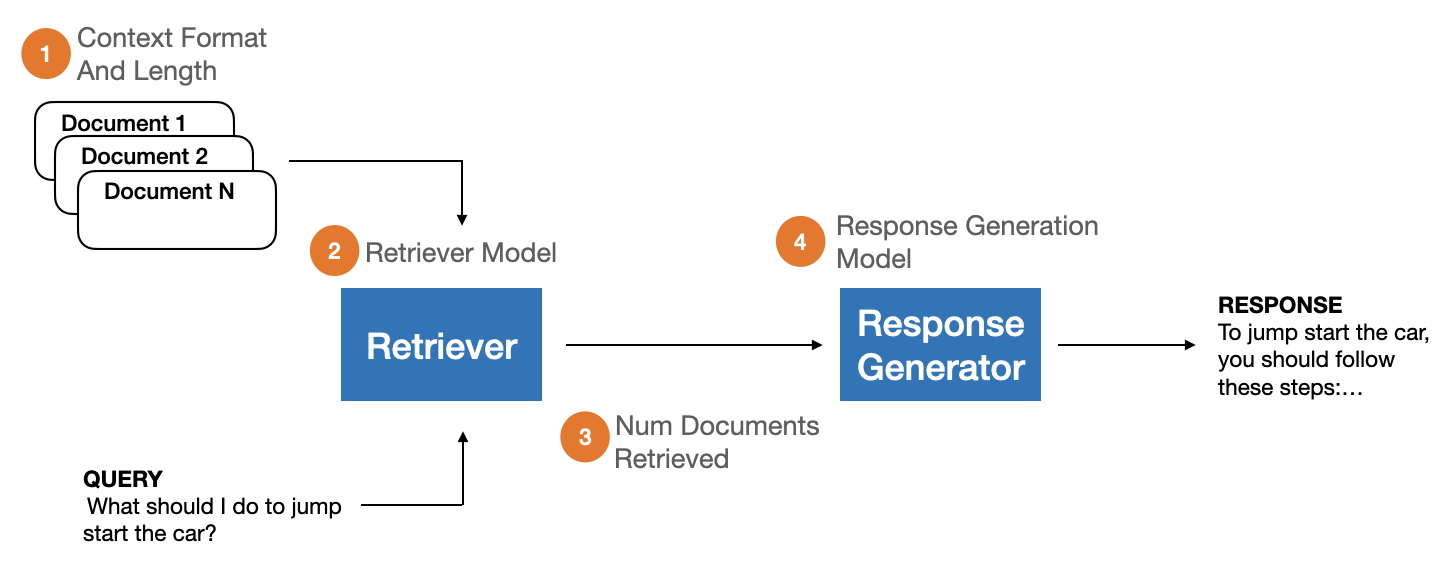 1
Context Format
And Length
Document 1
Document 2
Document N
2
Retriever Model
Retriever
QUERY
What should I do to jump
start the car?
3
Num Documents
Retrieved
4
Response Generation
Model
Response
Generator
RESPONSE
To jump start the car,
you should follow
these steps:…